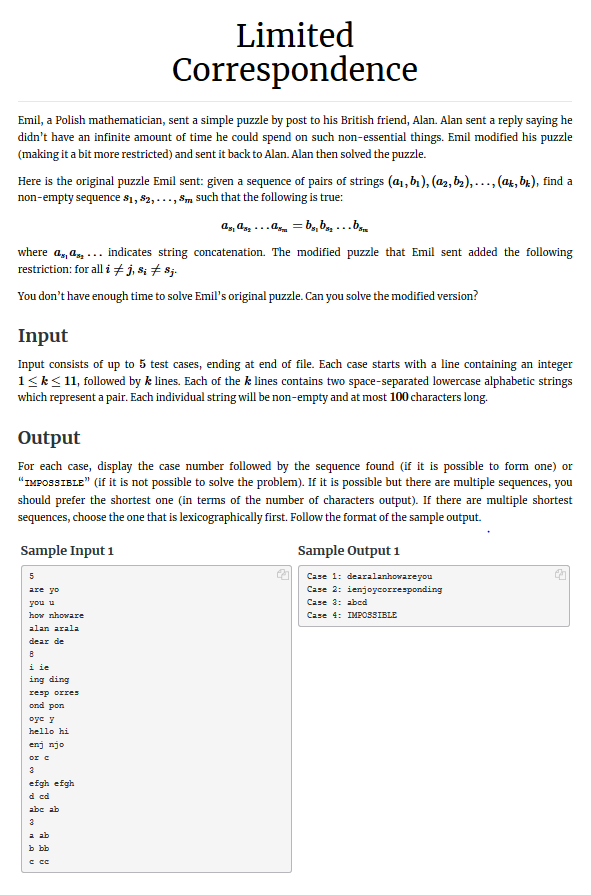 Limited
Correspondence
Emil, a Polish mathematician, sent a simple puzzle by post to his British friend, Alan. Alan sent a reply saying he
didn't have an infinite amount of time he could spend on such non-essential things. Emil modified his puzzle
(making it a bit more restricted) and sent it back to Alan. Alan then solved the puzzle.
Here is the original puzzle Emil sent: given a sequence of pairs of strings (a₁, b₁), (a₂, b₂), . . . , (aₖ, bₖ), find a
non-empty sequence s₁, s₂, . . . , sₘ such that the following is true:
aₛ₁aₛ₂ . . . aₛₘ = bₛ₁bₛ₂ . . . bₛₘ
where aₛ₁aₛ₂ . . . indicates string concatenation. The modified puzzle that Emil sent added the following
restriction: for all i ≠ j, sᵢ ≠ sⱼ.
You don't have enough time to solve Emil's original puzzle. Can you solve the modified version?
Input
Input consists of up to 5 test cases, ending at end of file. Each case starts with a line containing an integer
1 ≤ k ≤ 11, followed by k lines. Each of the k lines contains two space-separated lowercase alphabetic strings
which represent a pair. Each individual string will be non-empty and at most 100 characters long.
Output
For each case, display the case number followed by the sequence found (if it is possible to form one) or
“IMPOSSIBLE” (if it is not possible to solve the problem). If it is possible but there are multiple sequences, you
should prefer the shortest one (in terms of the number of characters output). If there are multiple shortest
sequences, choose the one that is lexicographically first. Follow the format of the sample output.
Sample Input 1
5
are yo
you u
how nhoware
alan arala
dear de
8
i ie
ing ding
resp orres
ond pon
oyc y
hello hi
enj njo
or c
3
efgh efgh
d cd
abc ab
3
a ab
b bb
c cc
Sample Output 1
Case 1: dearalanhowareyou
Case 2: ienjoycorresponding
Case 3: abcd
Case 4: IMPOSSIBLE